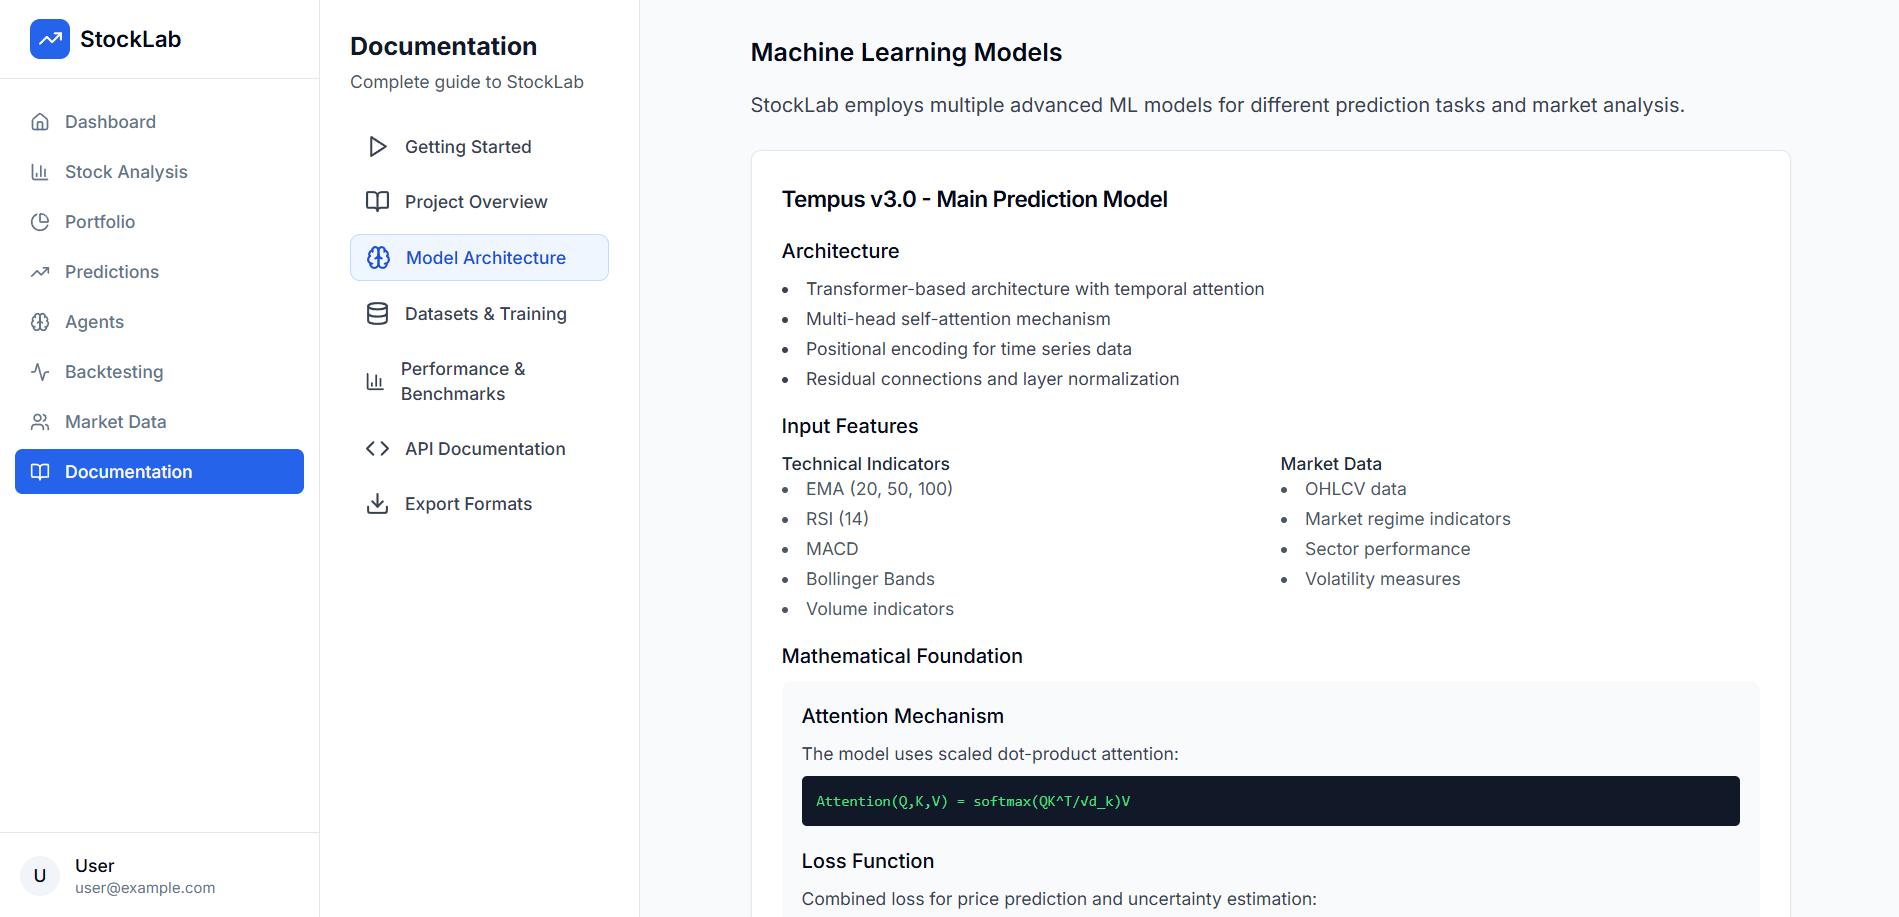 StockLab
Dashboard
Stock Analysis
Portfolio
Predictions
Agents
Backtesting
Market Data
Documentation
U
User
user@example.com
Documentation
Complete guide to StockLab
Getting Started
Project Overview
Model Architecture
Datasets & Training
Performance &
Benchmarks
API Documentation
Export Formats
Machine Learning Models
StockLab employs multiple advanced ML models for different prediction tasks and market analysis.
Tempus v3.0 - Main Prediction Model
Architecture
• Transformer-based architecture with temporal attention
• Multi-head self-attention mechanism
• Positional encoding for time series data
• Residual connections and layer normalization
Input Features
Technical Indicators
• EMA (20, 50, 100)
• RSI (14)
• MACD
• Bollinger Bands
• Volume indicators
Market Data
• OHLCV data
• Market regime indicators
• Sector performance
• Volatility measures
Mathematical Foundation
Attention Mechanism
The model uses scaled dot-product attention:
Attention(Q,K,V) = softmax(QK^T/√d_k)V
Loss Function
Combined loss for price prediction and uncertainty estimation: